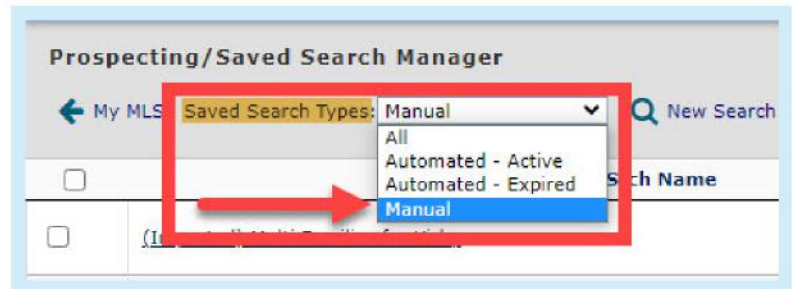 Prospecting/Saved Search Manager
My MLS Saved Search Types: Manual New Search
All
Automated - Active
Automated - Expired
ch Name
Manual